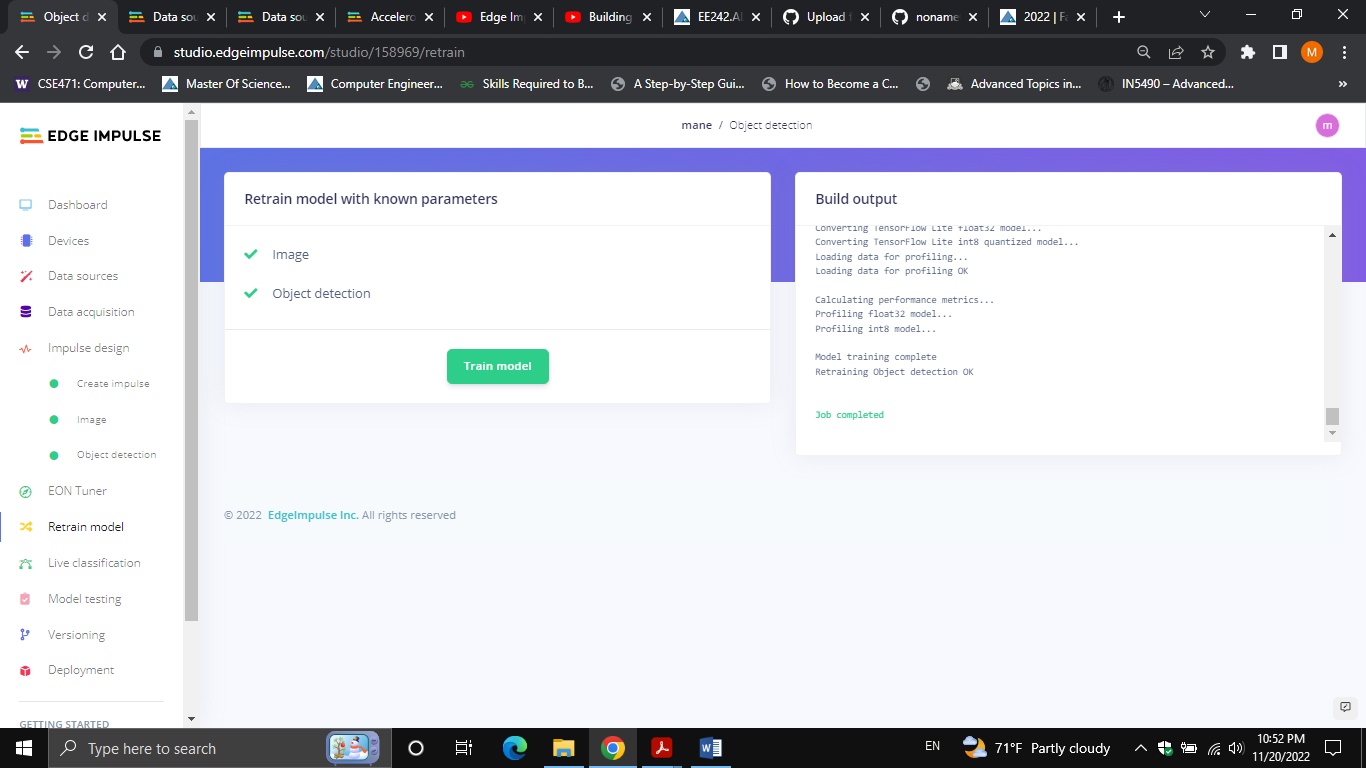 Object d
Data sou
Data sou
Accelero
Edge Im
Building
EE242.Al
Upload f
noname
2022 | Fa
studio.edgeimpulse.com/studio/158969/retrain
M
W CSE471: Computer...
Master Of Science...
Computer Engineer...
Skills Required to B...
A Step-by-Step Gui...
How to Become a C...
Advanced Topics in...
IN5490 – Advanced...
»
EDGE IMPULSE
mane / Object detection
m
Dashboard
Devices
Data sources
Data acquisition
Impulse design
Create impulse
Image
Object detection
EON Tuner
Retrain model
Live classification
Model testing
Versioning
Deployment
GETTING STARTED
Retrain model with known parameters
Image
Object detection
Train model
Build output
Converting TensorFlow Lite float32 model...
Converting TensorFlow Lite int8 quantized model...
Loading data for profiling...
Loading data for profiling OK
Calculating performance metrics...
Profiling float32 model...
Profiling int8 model...
Model training complete
Retraining Object detection OK
Job completed
© 2022 EdgeImpulse Inc. All rights reserved
Type here to search
EN
71°F Partly cloudy
10:52 PM
11/20/2022